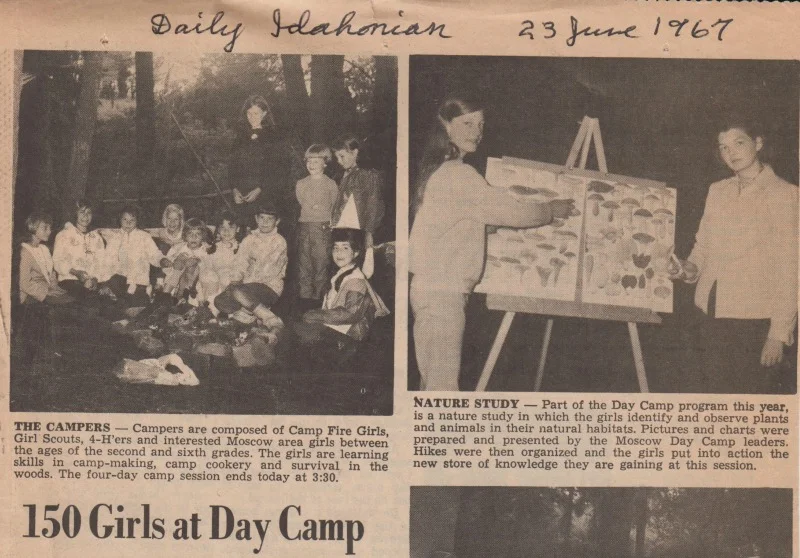 Daily Idahonian 23 June 1967
THE CAMPERS — Campers are composed of Camp Fire Girls,
Girl Scouts, 4-H'ers and interested Moscow area girls between
the ages of the second and sixth grades. The girls are learning
skills in camp-making, camp cookery and survival in the
woods. The four-day camp session ends today at 3:30.
150 Girls at Day Camp
NATURE STUDY — Part of the Day Camp program this year,
is a nature study in which the girls identify and observe plants
and animals in their natural habitats. Pictures and charts were
prepared and presented by the Moscow Day Camp leaders.
Hikes were then organized and the girls put into action the
new store of knowledge they are gaining at this session.